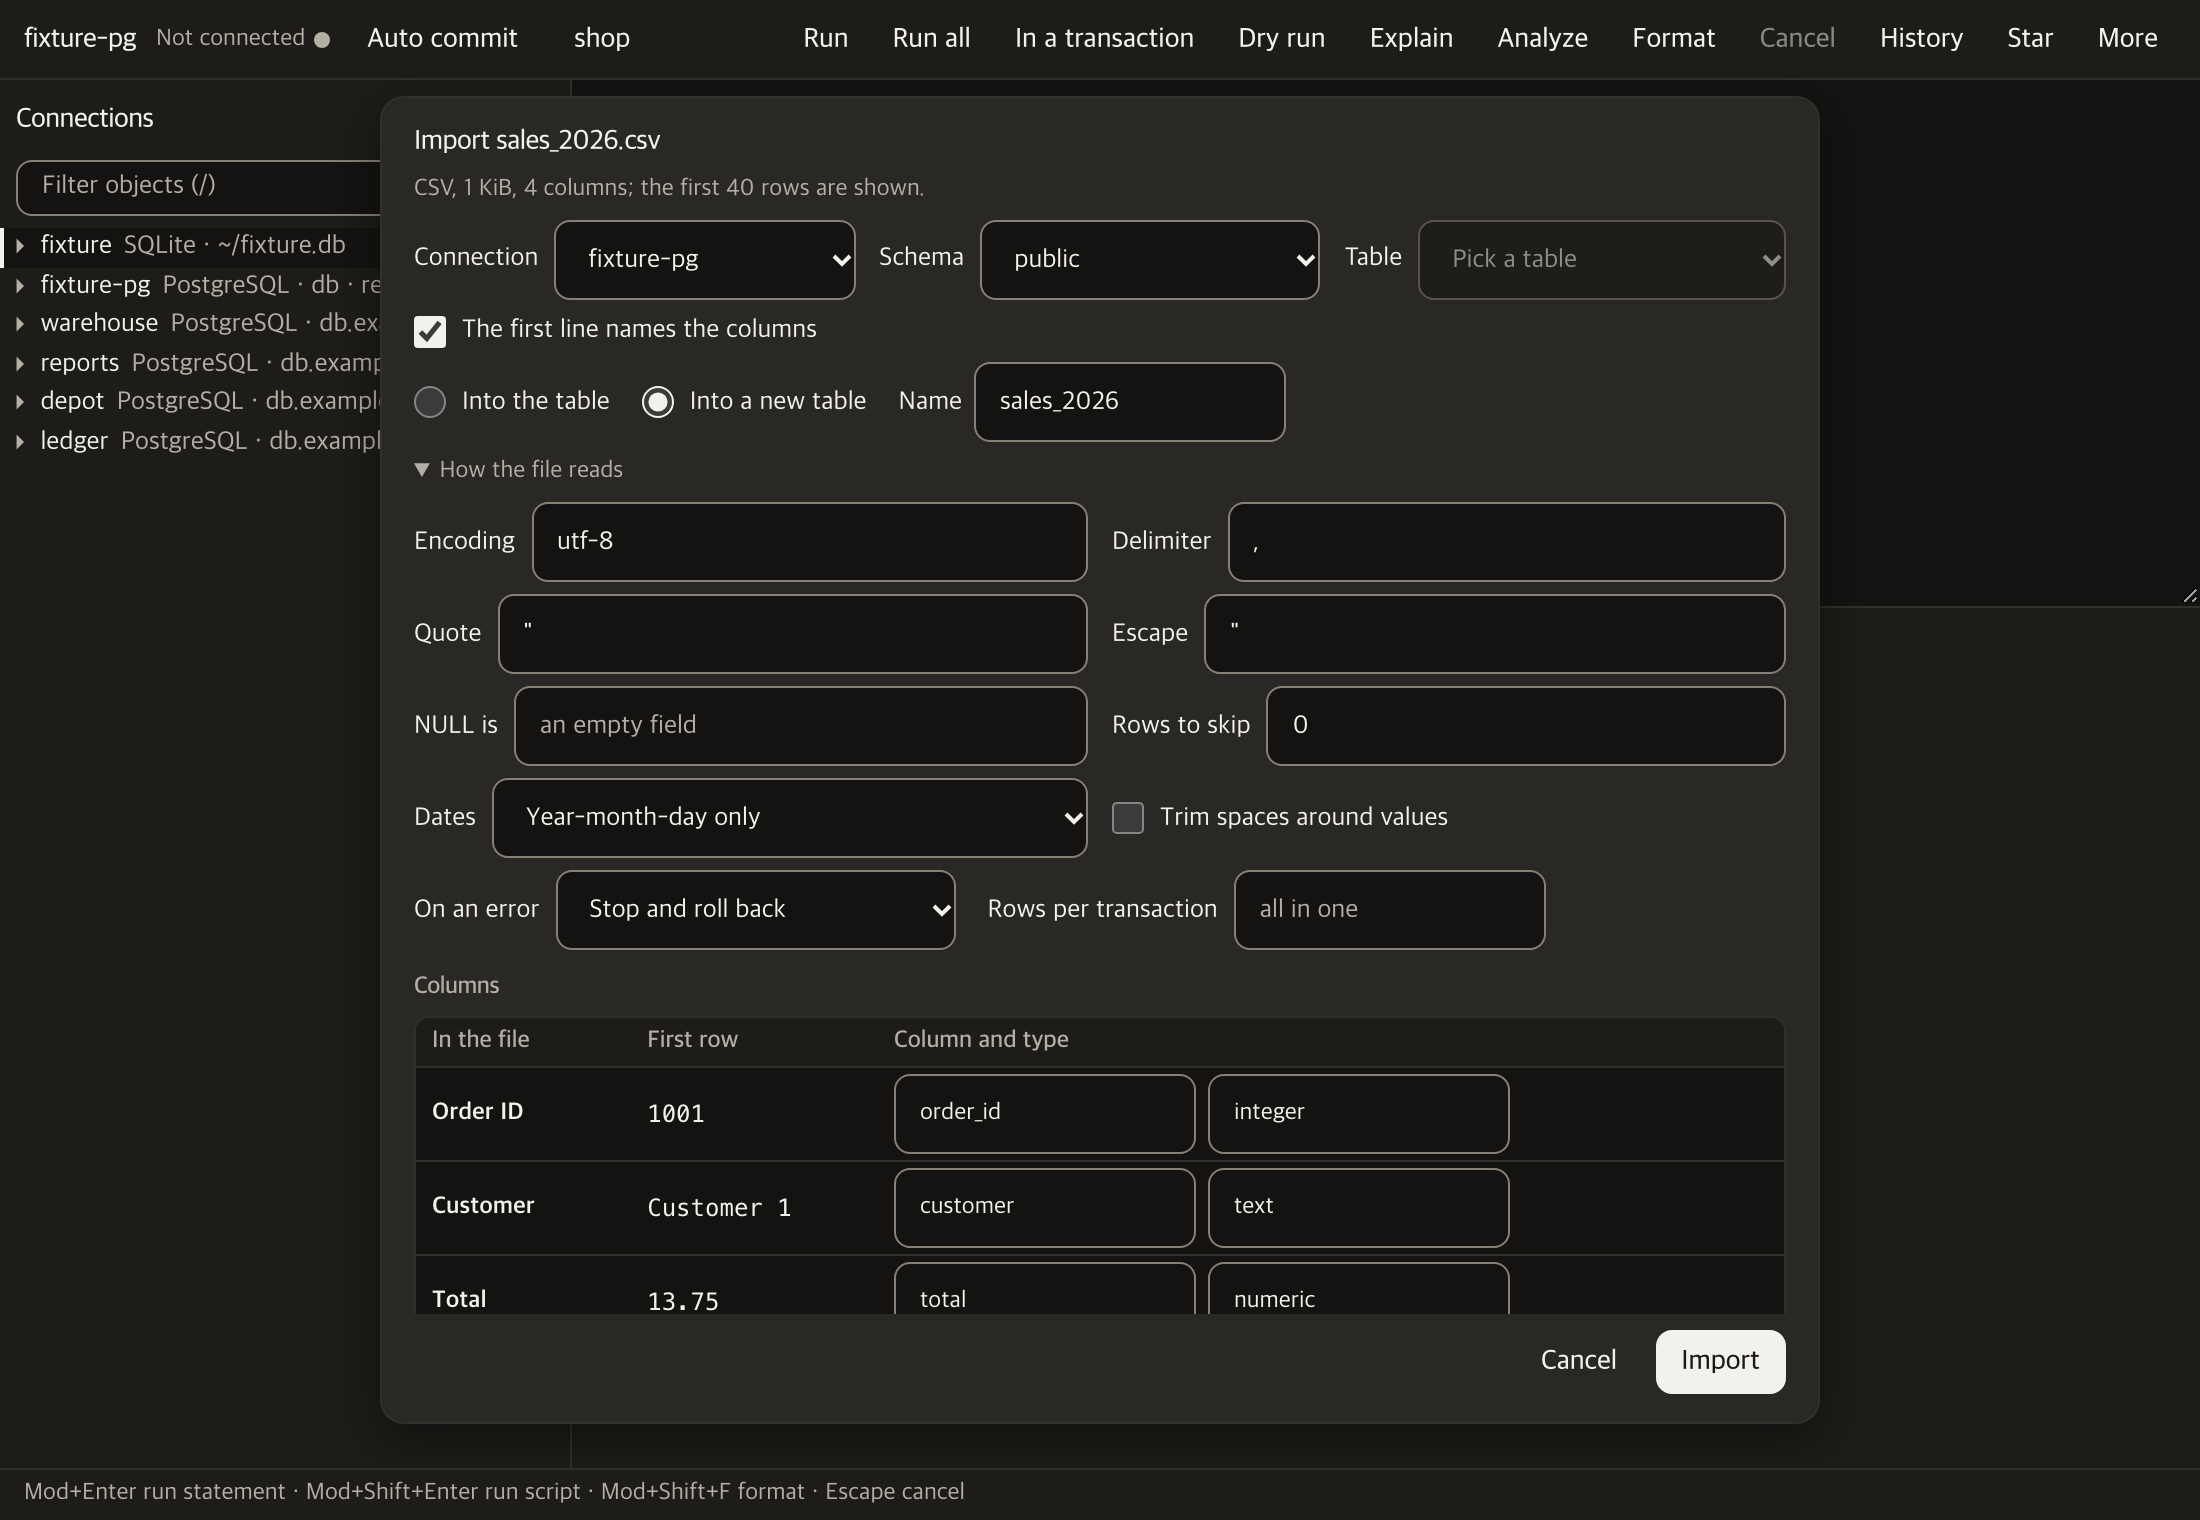 fixture-pg Not connected Auto commit shop Run Run all In a transaction Dry run Explain Analyze Format Cancel History Star More
Connections
Filter objects (/)
fixture SQLite · ~/fixture.db
fixture-pg PostgreSQL · db · re
warehouse PostgreSQL · db.ex
reports PostgreSQL · db.examp
depot PostgreSQL · db.exampl
ledger PostgreSQL · db.exampl
Import sales_2026.csv
CSV, 1 KiB, 4 columns; the first 40 rows are shown.
Connection fixture-pg Schema public Table Pick a table
The first line names the columns
Into the table Into a new table Name sales_2026
How the file reads
Encoding utf-8 Delimiter ,
Quote " Escape "
NULL is an empty field Rows to skip 0
Dates Year-month-day only Trim spaces around values
On an error Stop and roll back Rows per transaction all in one
Columns
In the file First row Column and type
Order ID 1001 order_id integer
Customer Customer 1 customer text
Total 13.75 total numeric
Cancel Import
Mod+Enter run statement · Mod+Shift+Enter run script · Mod+Shift+F format · Escape cancel